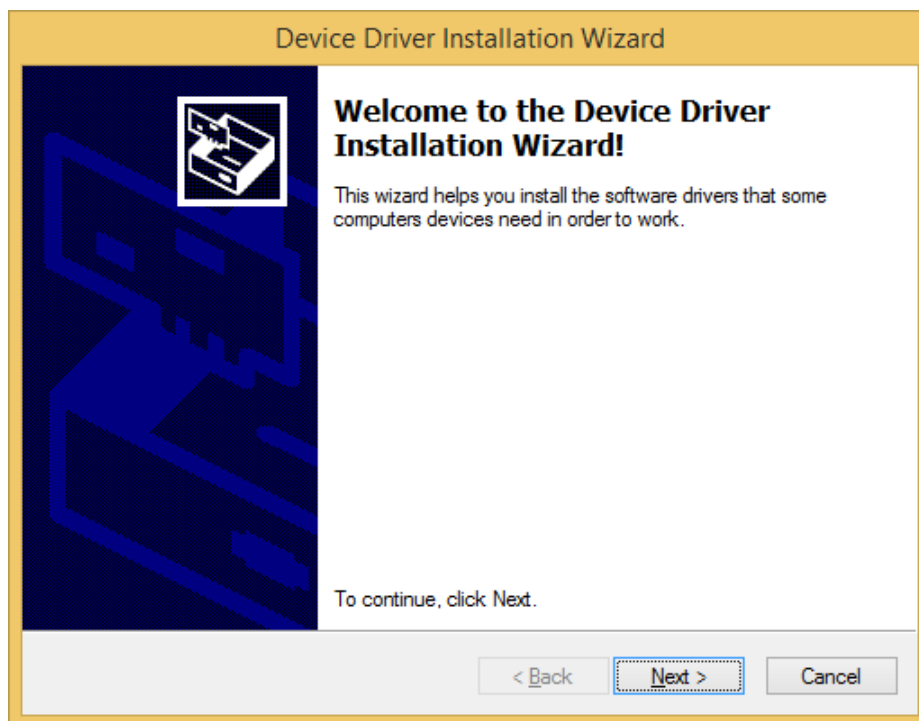 Device Driver Installation Wizard
Welcome to the Device Driver
Installation Wizard!
This wizard helps you install the software drivers that some
computers devices need in order to work.
To continue, click Next.
< Back
Next >
Cancel